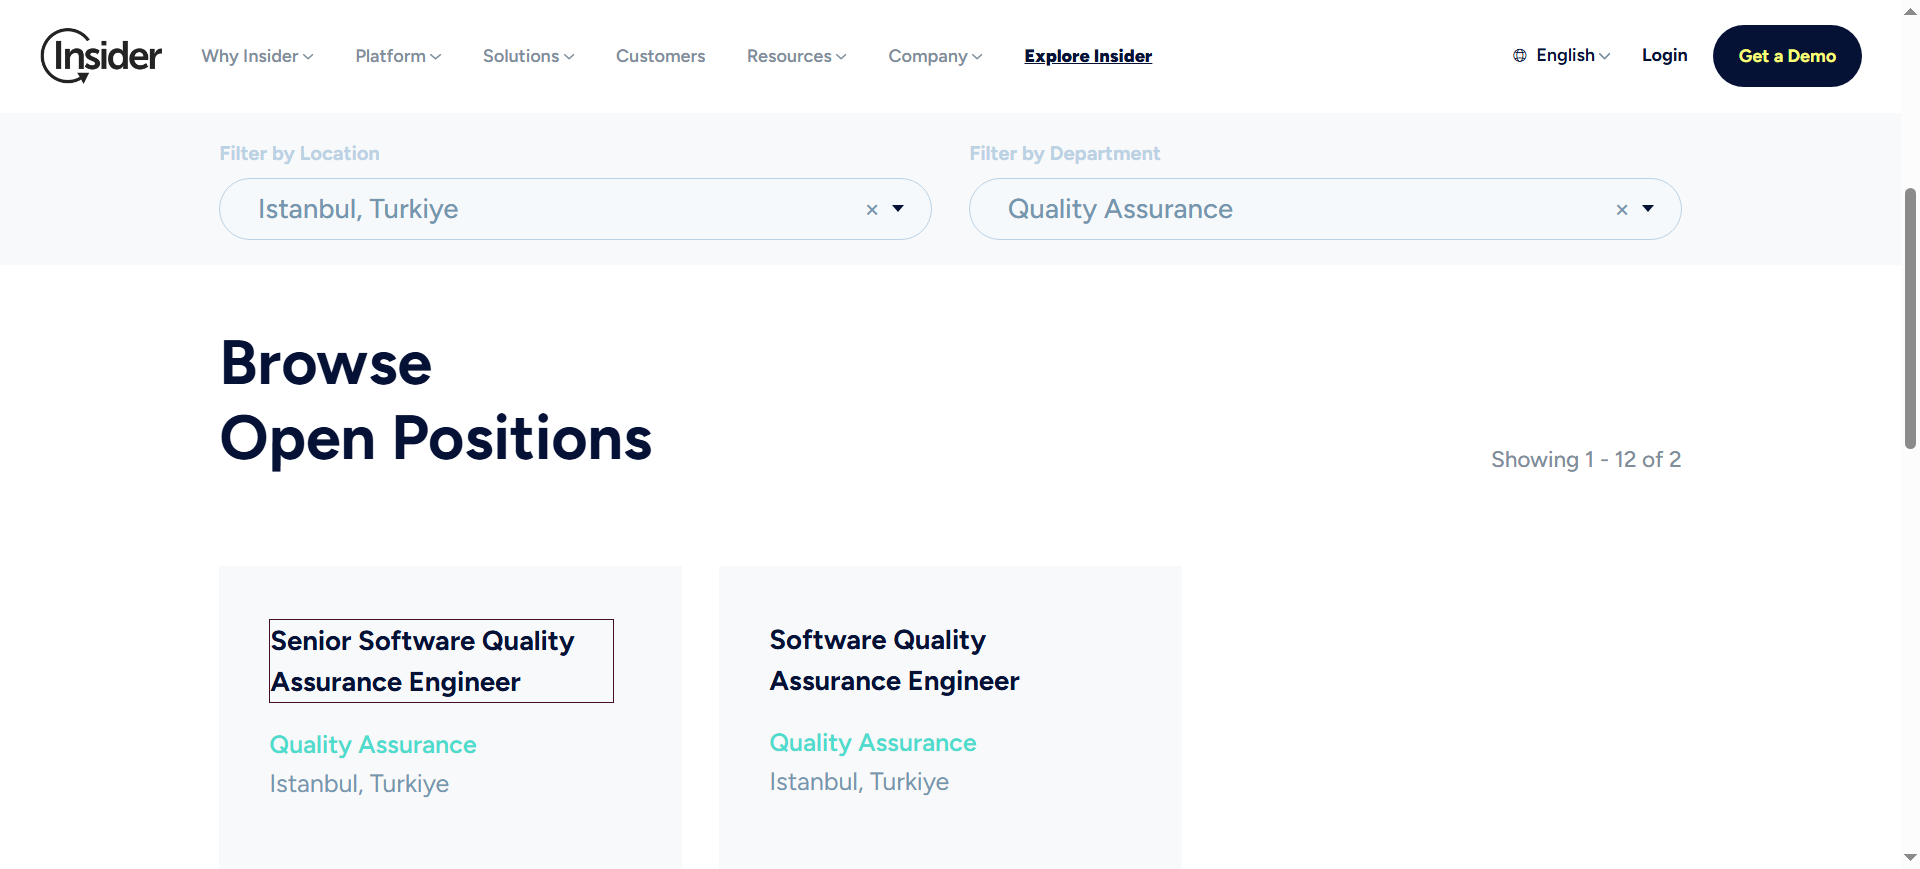 Insider
Why Insider
Platform
Solutions
Customers
Resources
Company
Explore Insider
English
Login
Get a Demo
Filter by Location
Filter by Department
Istanbul, Turkiye
×
Quality Assurance
×
Browse
Open Positions
Showing 1 - 12 of 2
Senior Software Quality
Assurance Engineer
Quality Assurance
Istanbul, Turkiye
Software Quality
Assurance Engineer
Quality Assurance
Istanbul, Turkiye